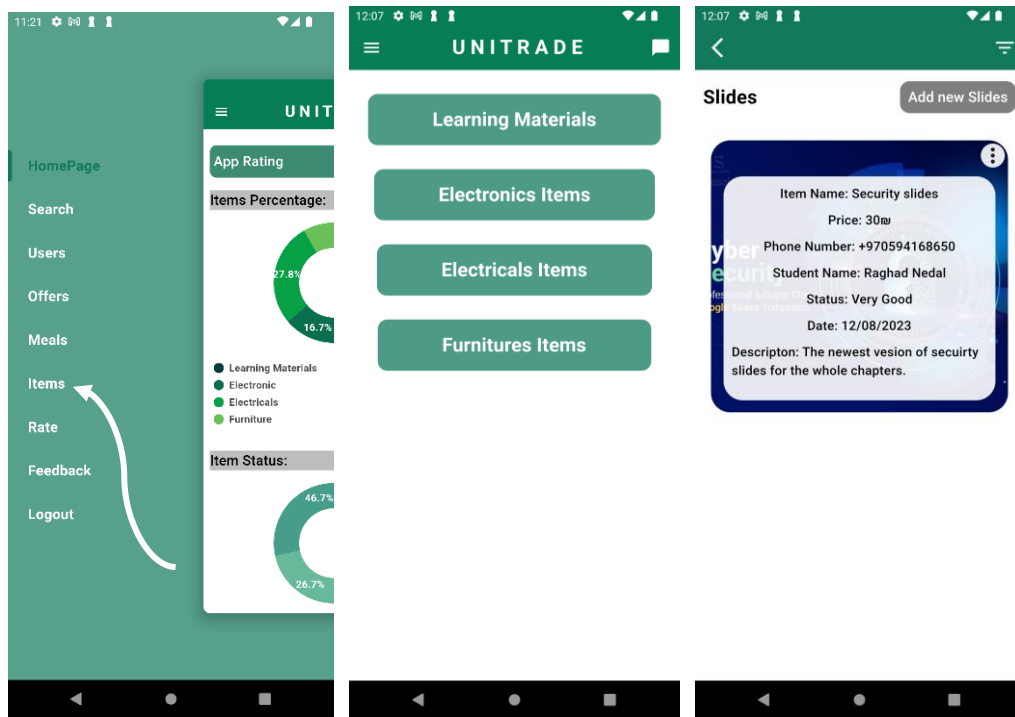 11:21
UNIT
HomePage
App Rating
Search
Items Percentage:
Users
27.8%
Offers
16.7%
Meals
Learning Materials
Items
Electronic
Electricals
Furniture
Rate
Item Status:
Feedback
46.7%
Logout
26.7%
12:07
UNITRADE
Learning Materials
Electronics Items
Electricals Items
Furnitures Items
12:07
Slides
Add new Slides
Item Name: Security slides
Price: 30₪
Phone Number: +970594168650
Student Name: Raghad Nedal
Status: Very Good
Date: 12/08/2023
Descripton: The newest vesion of secuirty
slides for the whole chapters.